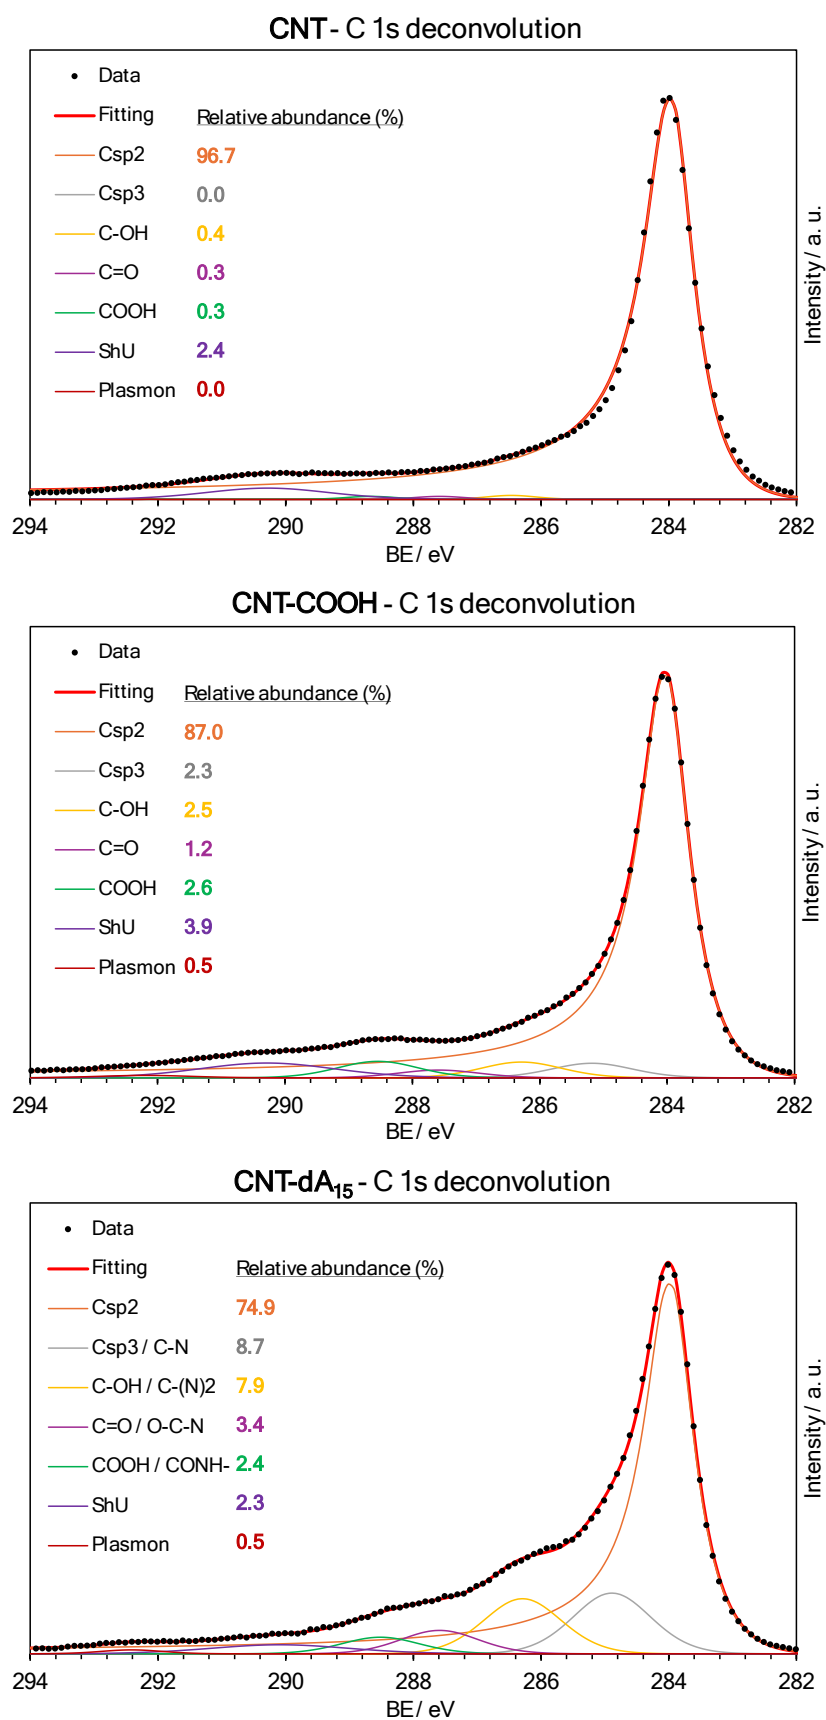 CNT - C 1s deconvolution
Data
Fitting Relative abundance (%)
Csp2 96.7
Csp3 0.0
C-OH 0.4
C=O 0.3
COOH 0.3
ShU 2.4
Plasmon 0.0
Intensity / a. u.
294 292 290 288 286 284 282
BE / eV
CNT-COOH - C 1s deconvolution
Data
Fitting Relative abundance (%)
Csp2 87.0
Csp3 2.3
C-OH 2.5
C=O 1.2
COOH 2.6
ShU 3.9
Plasmon 0.5
Intensity / a. u.
294 292 290 288 286 284 282
BE / eV
CNT-dA₁₅ - C 1s deconvolution
Data
Fitting Relative abundance (%)
Csp2 74.9
Csp3 / C-N 8.7
C-OH / C-(N)2 7.9
C=O / O-C-N 3.4
COOH / CONH- 2.4
ShU 2.3
Plasmon 0.5
Intensity / a. u.
294 292 290 288 286 284 282
BE / eV